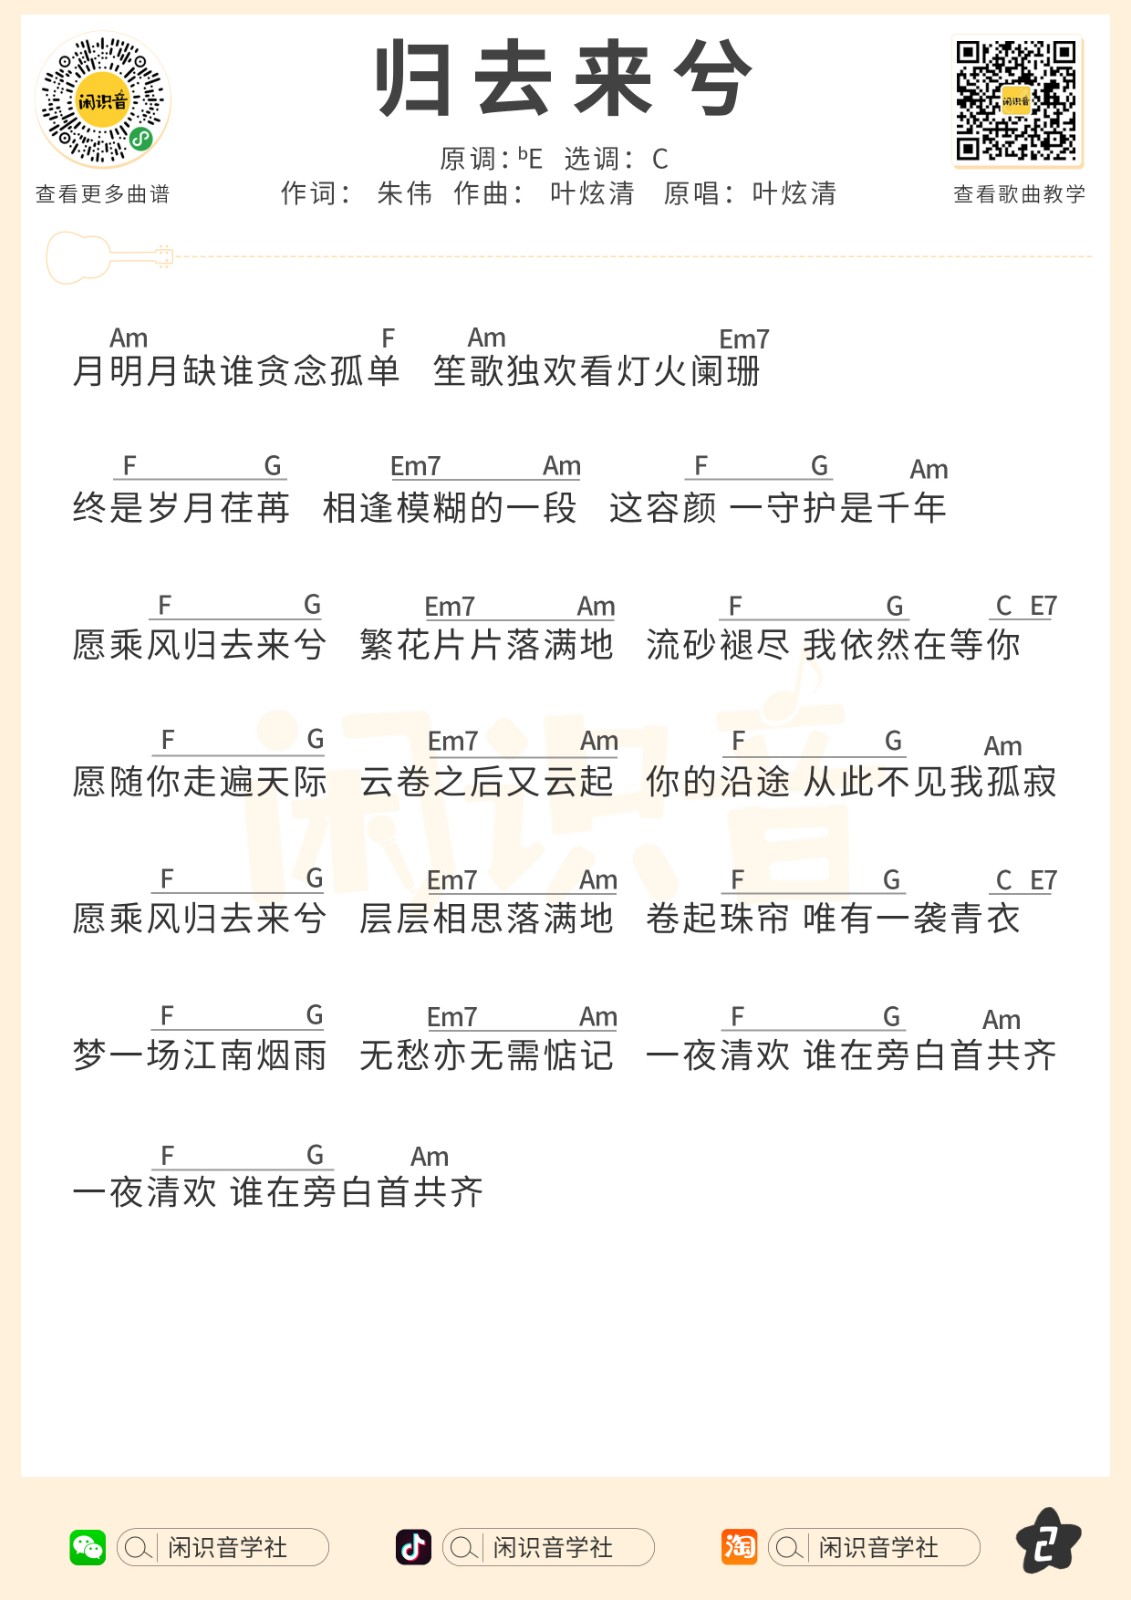 归去来兮
原调：ᵇE 选调：C
作词： 朱伟 作曲： 叶炫清 原唱：叶炫清
闲识音
查看更多曲谱
闲识音
查看歌曲教学
Am F Am Em7
月明月缺谁贪念孤单 笙歌独欢看灯火阑珊
F G Em7 Am F G Am
终是岁月荏苒 相逢模糊的一段 这容颜 一守护是千年
F G Em7 Am F G C E7
愿乘风归去来兮 繁花片片落满地 流砂褪尽 我依然在等你
F G Em7 Am F G Am
愿随你走遍天际 云卷之后又云起 你的沿途 从此不见我孤寂
F G Em7 Am F G C E7
愿乘风归去来兮 层层相思落满地 卷起珠帘 唯有一袭青衣
F G Em7 Am F G Am
梦一场江南烟雨 无愁亦无需惦记 一夜清欢 谁在旁白首共齐
F G Am
一夜清欢 谁在旁白首共齐
闲识音
闲识音学社
闲识音学社
淘 闲识音学社
2